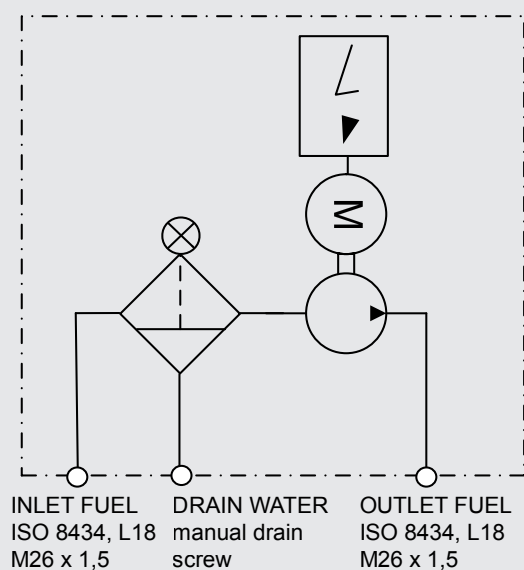 M
INLET FUEL
ISO 8434, L18
M26 x 1,5
DRAIN WATER
manual drain
screw
OUTLET FUEL
ISO 8434, L18
M26 x 1,5